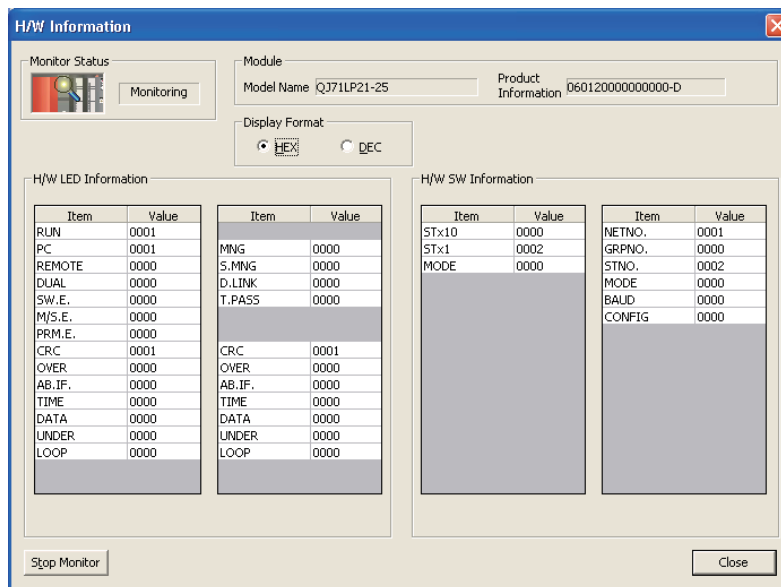 H/W Information
Monitor Status
Monitoring
Module
Model Name QJ71LP21-25
Product Information 060120000000000-D
Display Format
HEX DEC
H/W LED Information
Item Value Item Value
RUN 0001
PC 0001 MNG 0000
REMOTE 0000 S.MNG 0000
DUAL 0000 D.LINK 0000
SW.E. 0000 T.PASS 0000
M/S.E. 0000
PRM.E. 0000
CRC 0001 CRC 0001
OVER 0000 OVER 0000
AB.IF. 0000 AB.IF. 0000
TIME 0000 TIME 0000
DATA 0000 DATA 0000
UNDER 0000 UNDER 0000
LOOP 0000 LOOP 0000
H/W SW Information
Item Value Item Value
STx10 0000 NETNO. 0001
STx1 0002 GRPNO. 0000
MODE 0000 STNO. 0002
MODE 0000
BAUD 0000
CONFIG 0000
Stop Monitor
Close